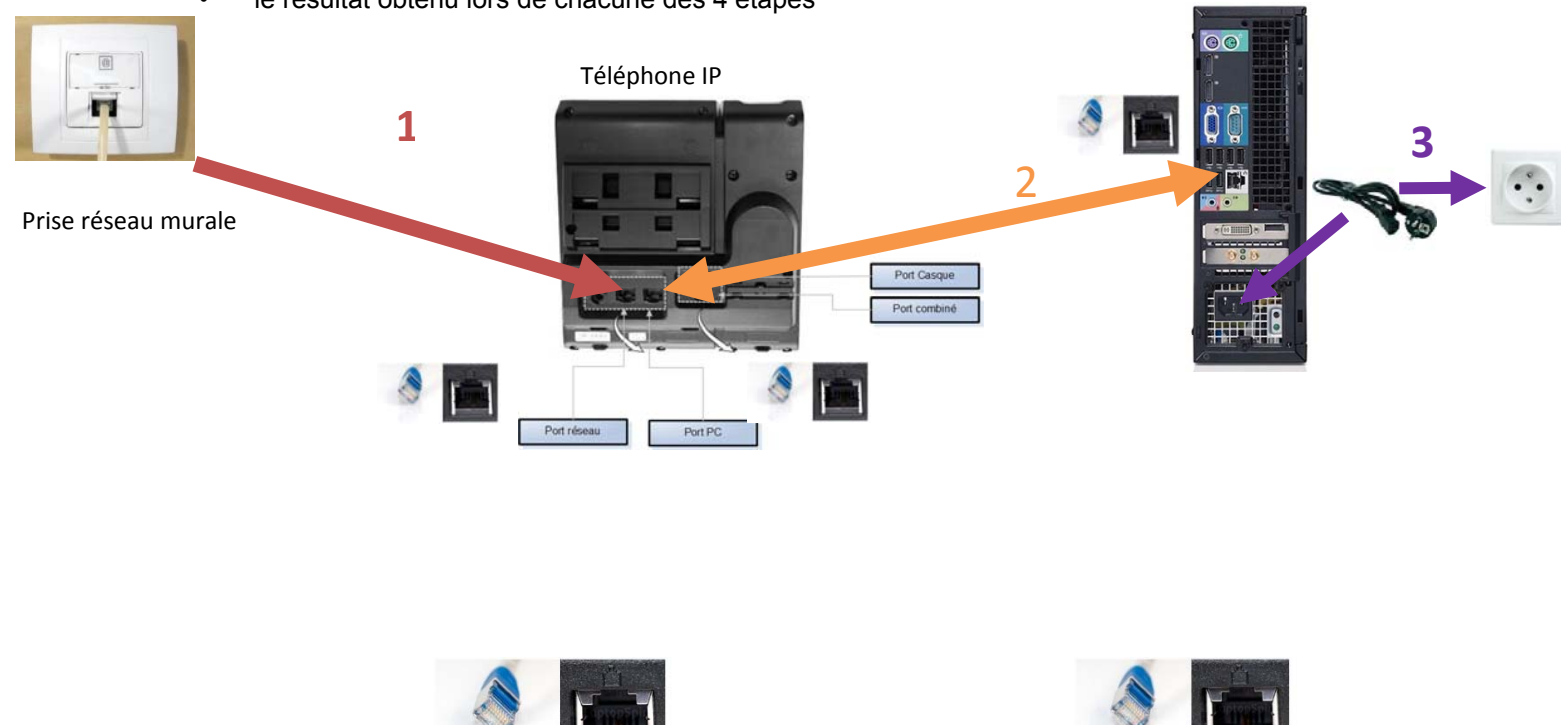 le résultat obtenu lors de chacune des 4 étapes
Téléphone IP
1
2
3
Prise réseau murale
Port Casque
Port combiné
Port réseau
Port PC